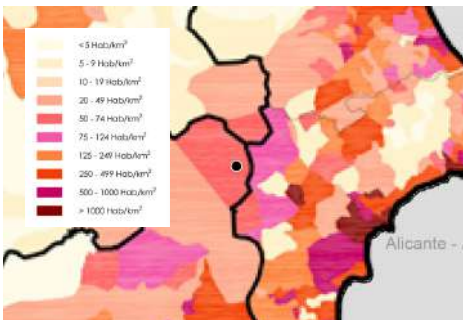 < 5 Hab/km²
5 - 9 Hab/km²
10 - 19 Hab/km²
20 - 49 Hab/km²
50 - 74 Hab/km²
75 - 124 Hab/km²
125 - 249 Hab/km²
250 - 499 Hab/km²
500 - 1000 Hab/km²
> 1000 Hab/km²
Alicante -